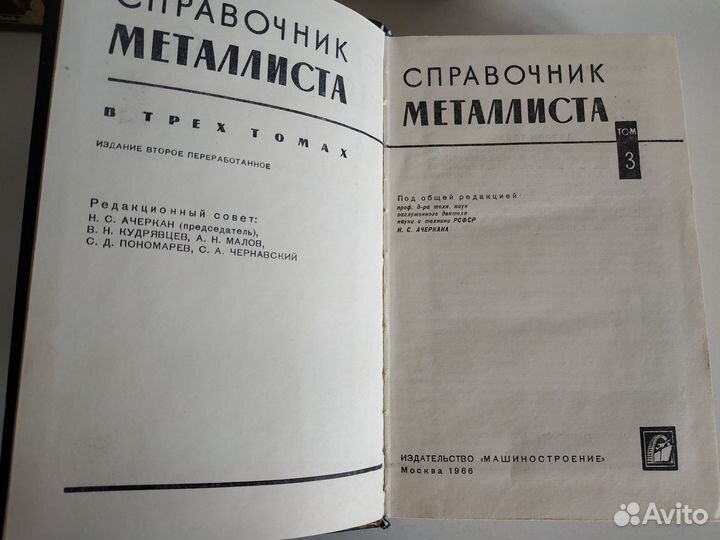 СПРАВОЧНИК
МЕТАЛЛИСТА
В ТРЕХ ТОМАХ
ИЗДАНИЕ ВТОРОЕ ПЕРЕРАБОТАННОЕ
Редакционный совет:
Н. С. АЧЕРКАН (председатель),
В. Н. КУДРЯВЦЕВ, А. Н. МАЛОВ,
С. Д. ПОНОМАРЕВ, С. А. ЧЕРНАВСКИЙ
СПРАВОЧНИК
МЕТАЛЛИСТА
ТОМ
3
Под общей редакцией
проф. д-ра техн. наук
заслуженного деятеля
науки и техники РСФСР
Н. С. АЧЕРКАНА
ИЗДАТЕЛЬСТВО «МАШИНОСТРОЕНИЕ»
Москва 1966
Avito